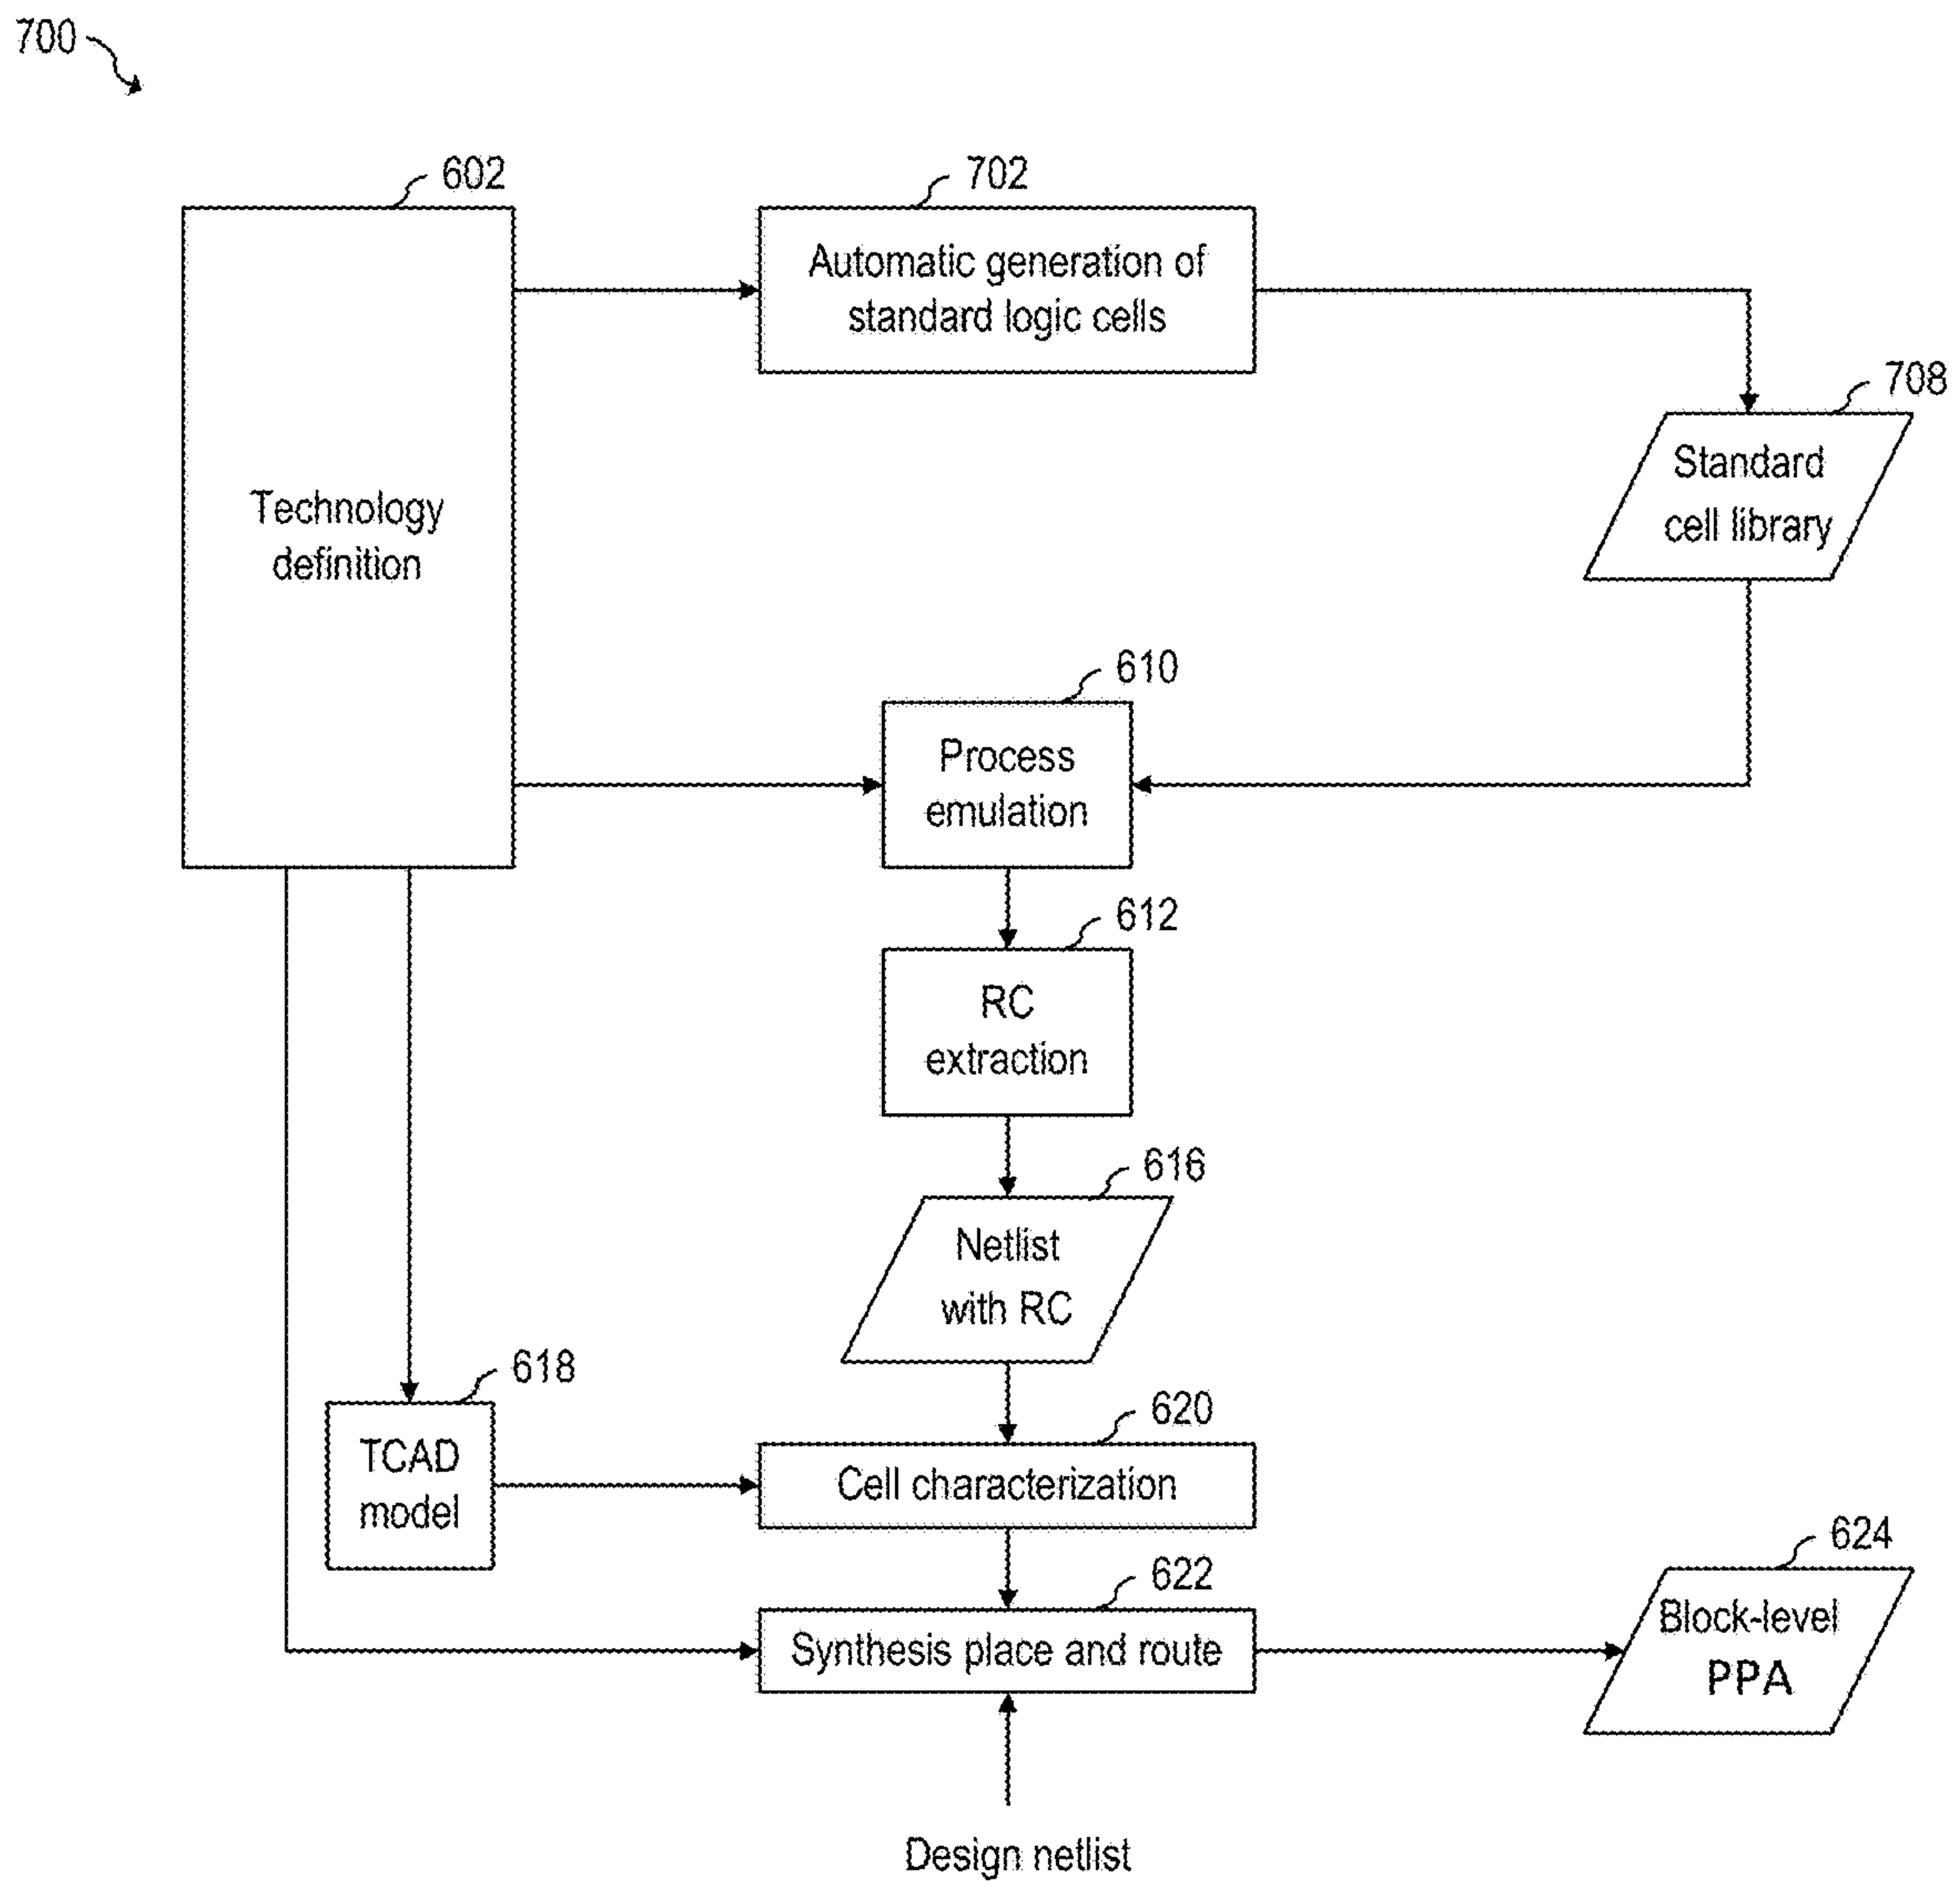 700
602
702
Technology
definition
Automatic generation of
standard logic cells
708
Standard
cell library
610
Process
emulation
612
RC
extraction
616
Netlist
with RC
618
TCAD
model
620
Cell characterization
622
Synthesis place and route
624
Block-level
PPA
Design netlist